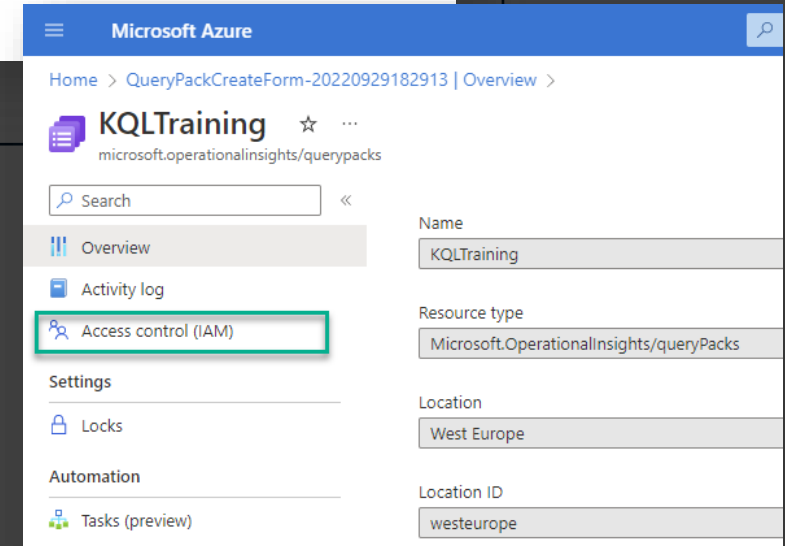 Microsoft Azure
Home > QueryPackCreateForm-20220929182913 | Overview >
KQLTraining
microsoft.operationalinsights/querypacks
Search
Overview
Activity log
Access control (IAM)
Settings
Locks
Automation
Tasks (preview)
Name
KQLTraining
Resource type
Microsoft.OperationalInsights/queryPacks
Location
West Europe
Location ID
westeurope